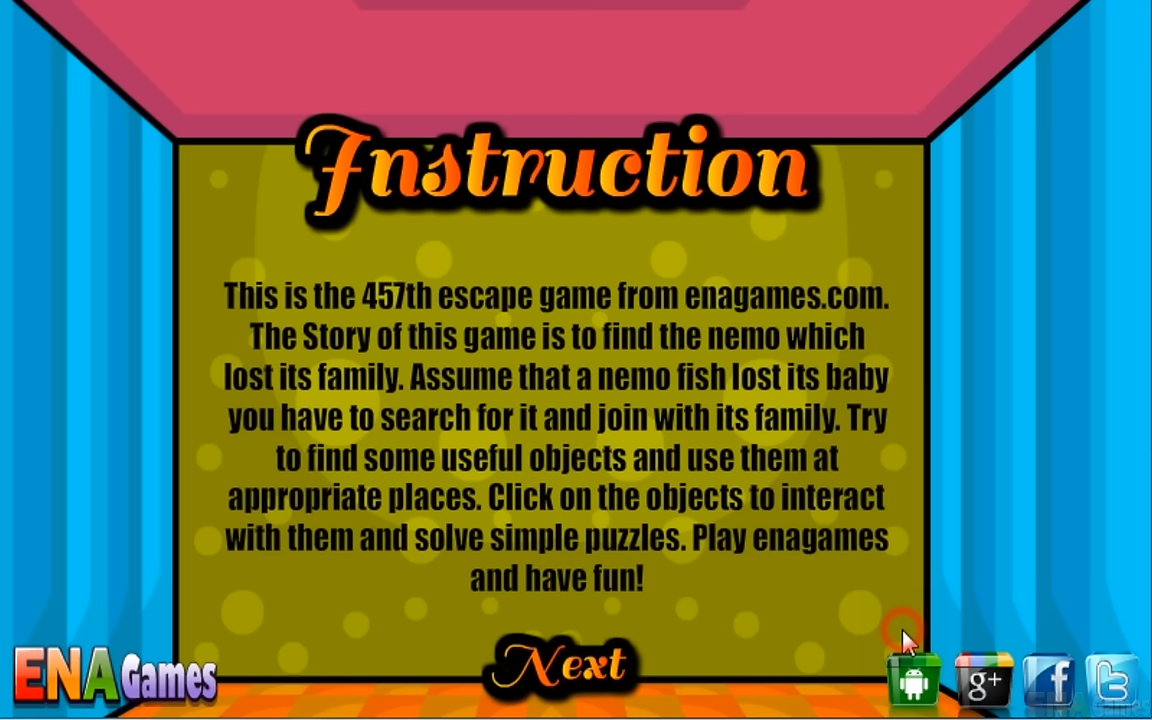 Instruction
This is the 457th escape game from enagames.com.
The Story of this game is to find the nemo which
lost its family. Assume that a nemo fish lost its baby
you have to search for it and join with its family. Try
to find some useful objects and use them at
appropriate places. Click on the objects to interact
with them and solve simple puzzles. Play enagames
and have fun!
Next
ENA Games
g+
f
t
ENA Games